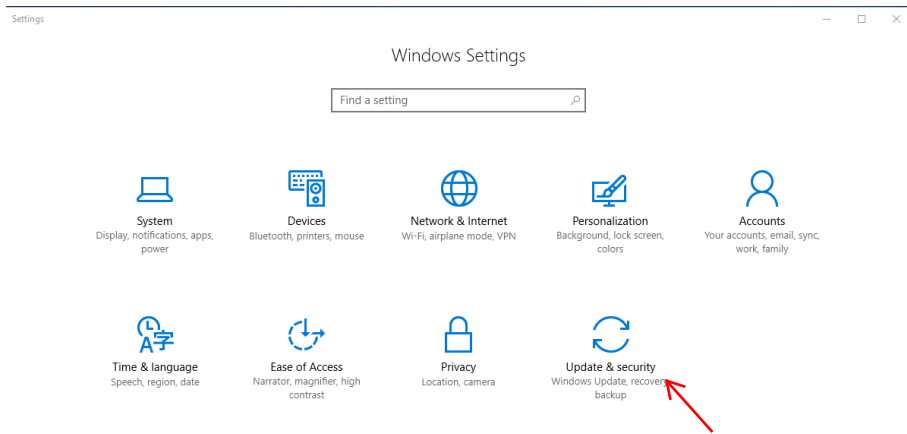 Settings
Windows Settings
Find a setting
System
Display, notifications, apps,
power
Devices
Bluetooth, printers, mouse
Network & Internet
Wi-Fi, airplane mode, VPN
Personalization
Background, lock screen,
colors
Accounts
Your accounts, email, sync,
work, family
A字
Time & language
Speech, region, date
Ease of Access
Narrator, magnifier, high
contrast
Privacy
Location, camera
Update & security
Windows Update, recovery,
backup